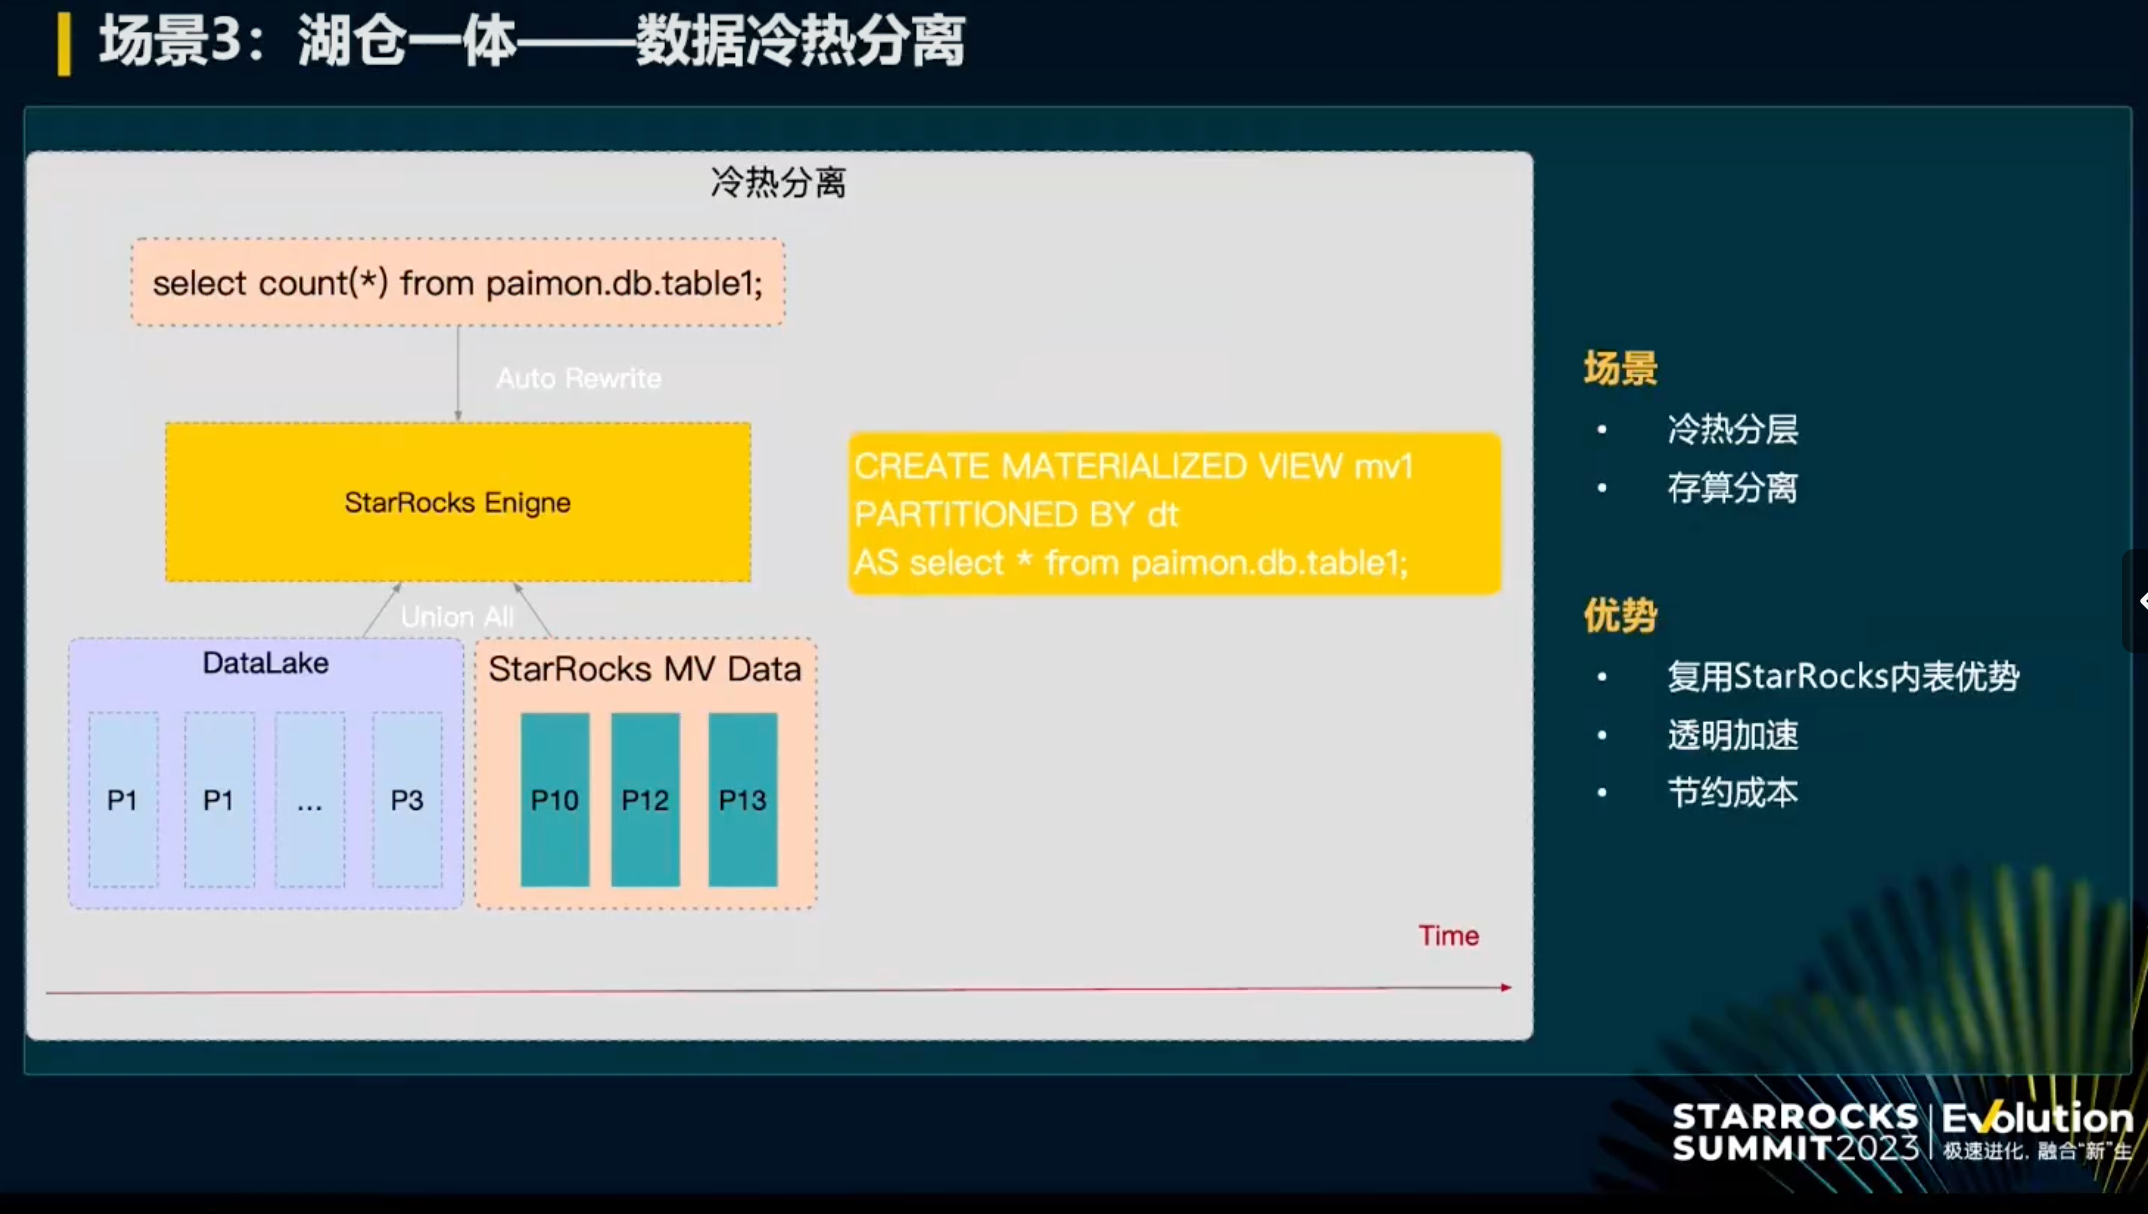 场景3：湖仓一体——数据冷热分离
冷热分离
select count(*) from paimon.db.table1;
Auto Rewrite
StarRocks Enigne
CREATE MATERIALIZED VIEW mv1
PARTITIONED BY dt
AS select * from paimon.db.table1;
Union All
DataLake
P1
P1
...
P3
StarRocks MV Data
P10
P12
P13
Time
场景
• 冷热分层
• 存算分离
优势
• 复用StarRocks内表优势
• 透明加速
• 节约成本
STARROCKS
SUMMIT2023
Evolution
极速进化，融合“新”生